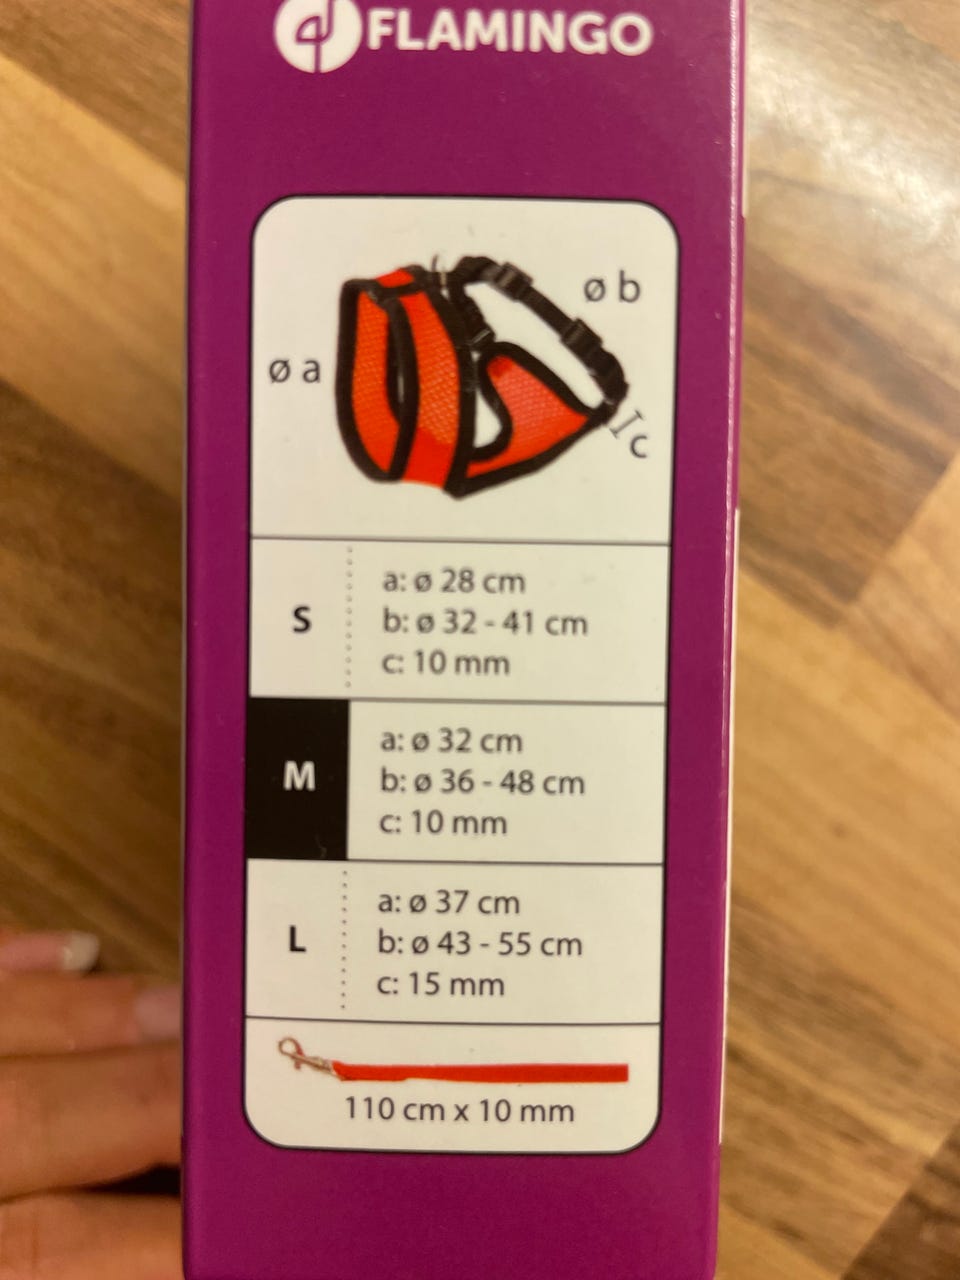 FLAMINGO
ø b
ø a
c
S
a: ø 28 cm
b: ø 32 - 41 cm
c: 10 mm
M
a: ø 32 cm
b: ø 36 - 48 cm
c: 10 mm
L
a: ø 37 cm
b: ø 43 - 55 cm
c: 15 mm
110 cm x 10 mm